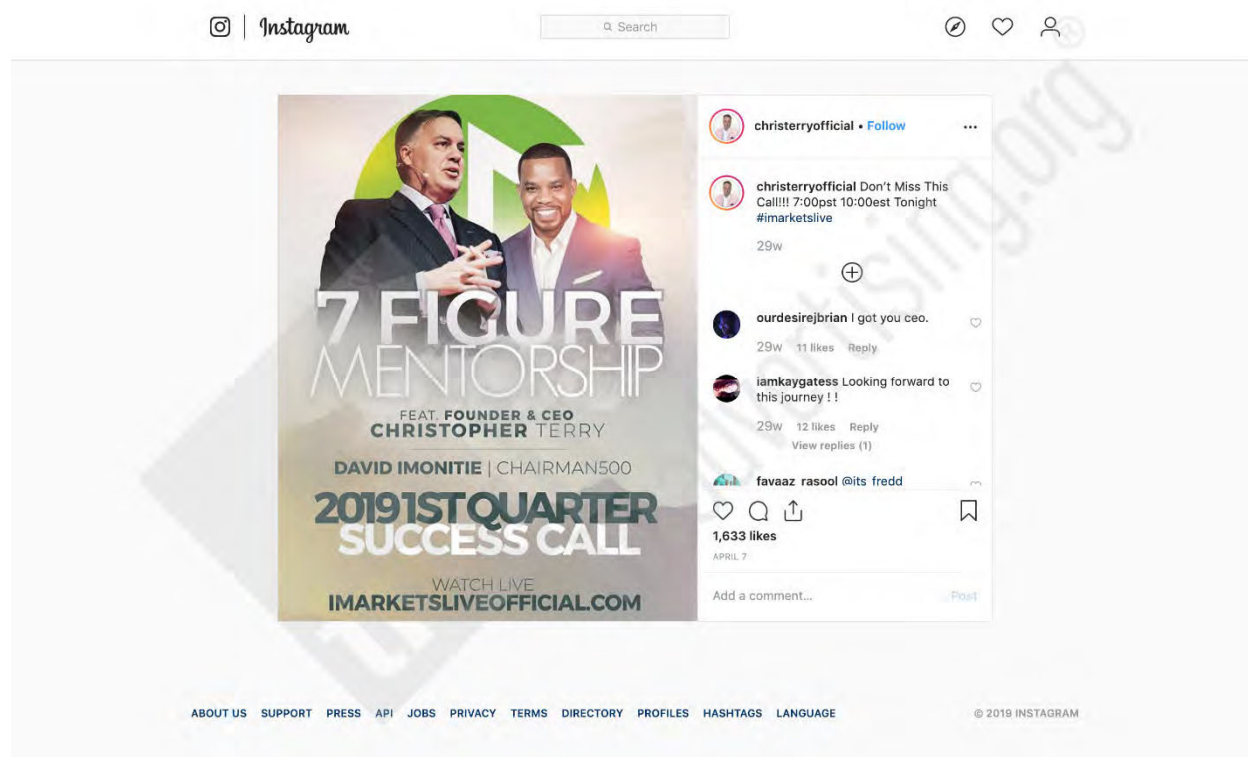 Instagram
Search
7 FIGURE
MENTORSHIP
FEAT. FOUNDER & CEO
CHRISTOPHER TERRY
DAVID IMONITIE | CHAIRMAN500
2019 1ST QUARTER
SUCCESS CALL
WATCH LIVE
IMARKETSLIVEOFFICIAL.COM
christerryofficial • Follow
christerryofficial Don't Miss This
Call!!! 7:00pst 10:00est Tonight
#imarketslive
29w
ourdesirejbrian I got you ceo.
29w 11 likes Reply
iamkaygatess Looking forward to
this journey ! !
29w 12 likes Reply
View replies (1)
favaaz_rasool @its_fredd
1,633 likes
APRIL 7
Add a comment...
Post
ABOUT US SUPPORT PRESS API JOBS PRIVACY TERMS DIRECTORY PROFILES HASHTAGS LANGUAGE
© 2019 INSTAGRAM